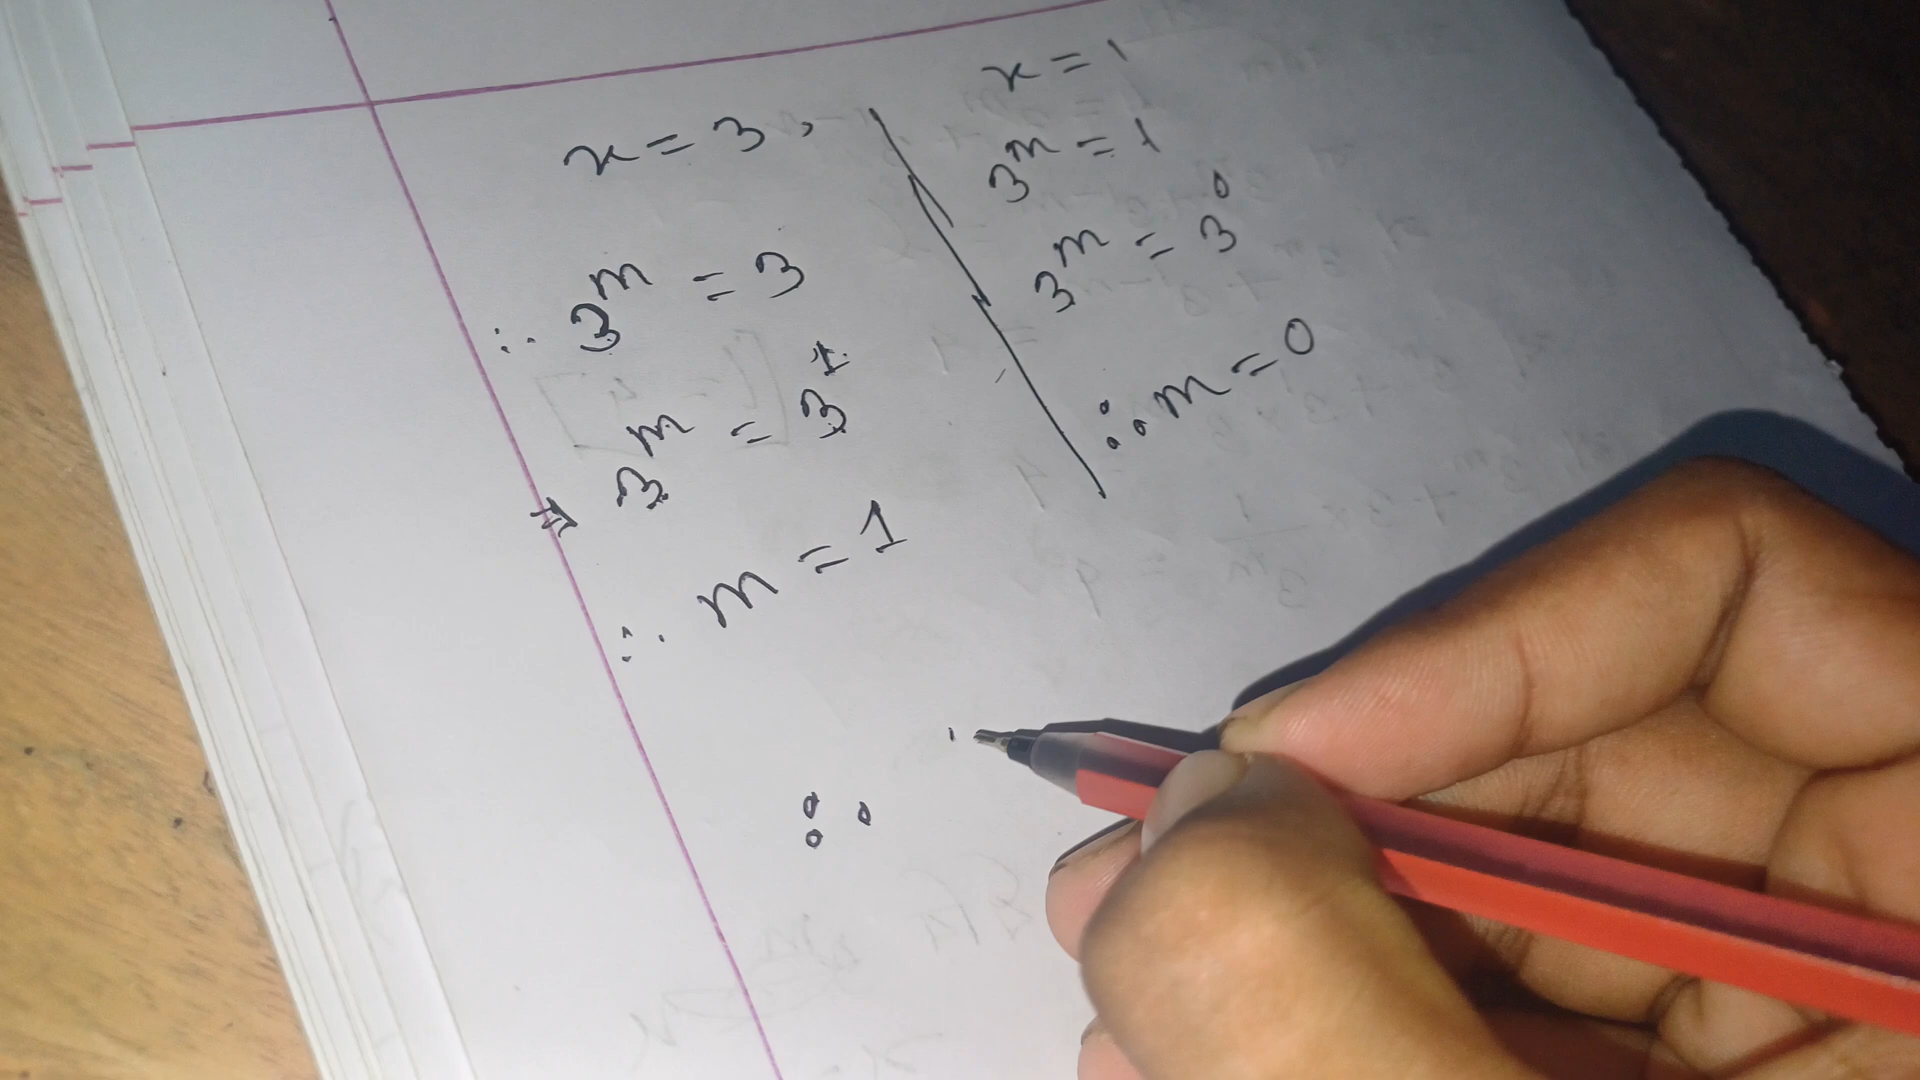 x = 3,
∴ 3^m = 3
⇒ 3^m = 3^1
∴ m = 1
∴
x = 1
3^m = 1
3^m = 3^0
∴ m = 0